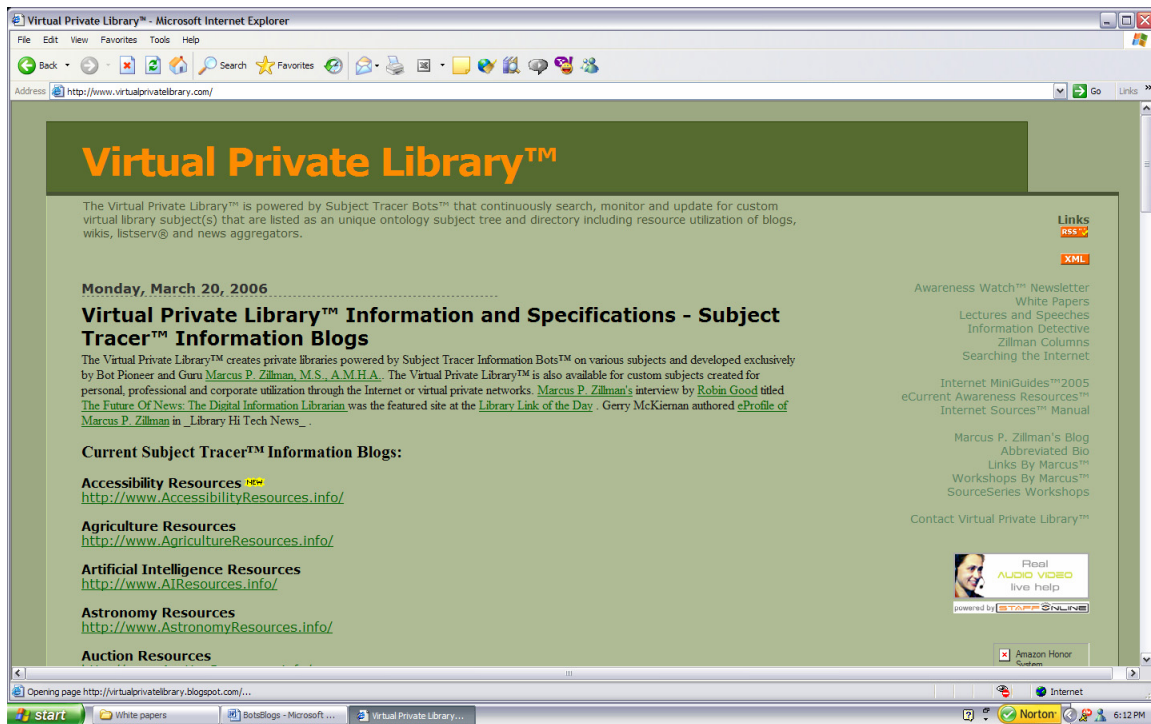 Virtual Private Library™ - Microsoft Internet Explorer
File Edit View Favorites Tools Help
Back Search Favorites
Address http://www.virtualprivatelibrary.com/ Go Links »
Virtual Private Library™
The Virtual Private Library™ is powered by Subject Tracer Bots™ that continuously search, monitor and update for custom
virtual library subject(s) that are listed as an unique ontology subject tree and directory including resource utilization of blogs,
wikis, listserv® and news aggregators.
Monday, March 20, 2006
Virtual Private Library™ Information and Specifications - Subject
Tracer™ Information Blogs
The Virtual Private Library™ creates private libraries powered by Subject Tracer Information Bots™ on various subjects and developed exclusively
by Bot Pioneer and Guru Marcus P. Zillman, M.S., A.M.H.A. . The Virtual Private Library™ is also available for custom subjects created for
personal, professional and corporate utilization through the Internet or virtual private networks. Marcus P. Zillman's interview by Robin Good titled
The Future Of News: The Digital Information Librarian was the featured site at the Library Link of the Day . Gerry McKiernan authored eProfile of
Marcus P. Zillman in _Library Hi Tech News_ .
Current Subject Tracer™ Information Blogs:
Accessibility Resources NEW
http://www.AccessibilityResources.info/
Agriculture Resources
http://www.AgricultureResources.info/
Artificial Intelligence Resources
http://www.AIResources.info/
Astronomy Resources
http://www.AstronomyResources.info/
Auction Resources
Links
RSS
XML
Awareness Watch™ Newsletter
White Papers
Lectures and Speeches
Information Detective
Zillman Columns
Searching the Internet
Internet MiniGuides™2005
eCurrent Awareness Resources™
Internet Sources™ Manual
Marcus P. Zillman's Blog
Abbreviated Bio
Links By Marcus™
Workshops By Marcus™
SourceSeries Workshops
Contact Virtual Private Library™
Real
AUDIO VIDEO
live help
powered by STAFF ONLINE
Amazon Honor
System
Opening page http://virtualprivatelibrary.blogspot.com/... Internet
start White papers BotsBlogs - Microsoft ... Virtual Private Library... Norton 6:12 PM